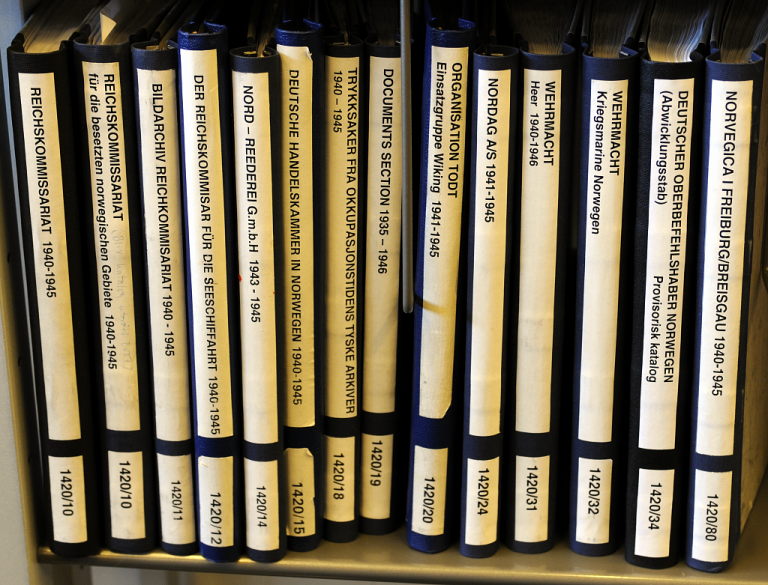 REICHSKOMMISSARIAT 1940-1945
1420/10
REICHSKOMMISSARIAT
für die besetzten norwegischen Gebiete 1940-1945
1420/10
BILDARCHIV REICHKOMMISARIAT 1940 - 1945
1420/11
DER REICHSKOMMISAR FÜR DIE SEESCHIFFAHRT 1940-1945
1420/12
NORD – REEDEREI G.m.b.H 1943 - 1945
1420/14
DEUTSCHE HANDELSKAMMER IN NORWEGEN 1940-1945
1420/15
TRYKKSAKER FRA OKKUPASJONSTIDENS TYSKE ARKIVER
1940 – 1945
1420/18
DOCUMENTS SECTION 1935 – 1946
1420/19
ORGANISATION TODT
Einsatzgruppe Wiking 1941-1945
1420/20
NORDAG A/S 1941-1945
1420/24
WEHRMACHT
Heer 1940-1946
1420/31
WEHRMACHT
Kriegsmarine Norwegen
1420/32
DEUTSCHER OBERBEFEHLSHABER NORWEGEN
(Abwicklungsstab) Provisorisk katalog
1420/34
NORVEGICA I FREIBURG/BREISGAU 1940-1945
1420/80